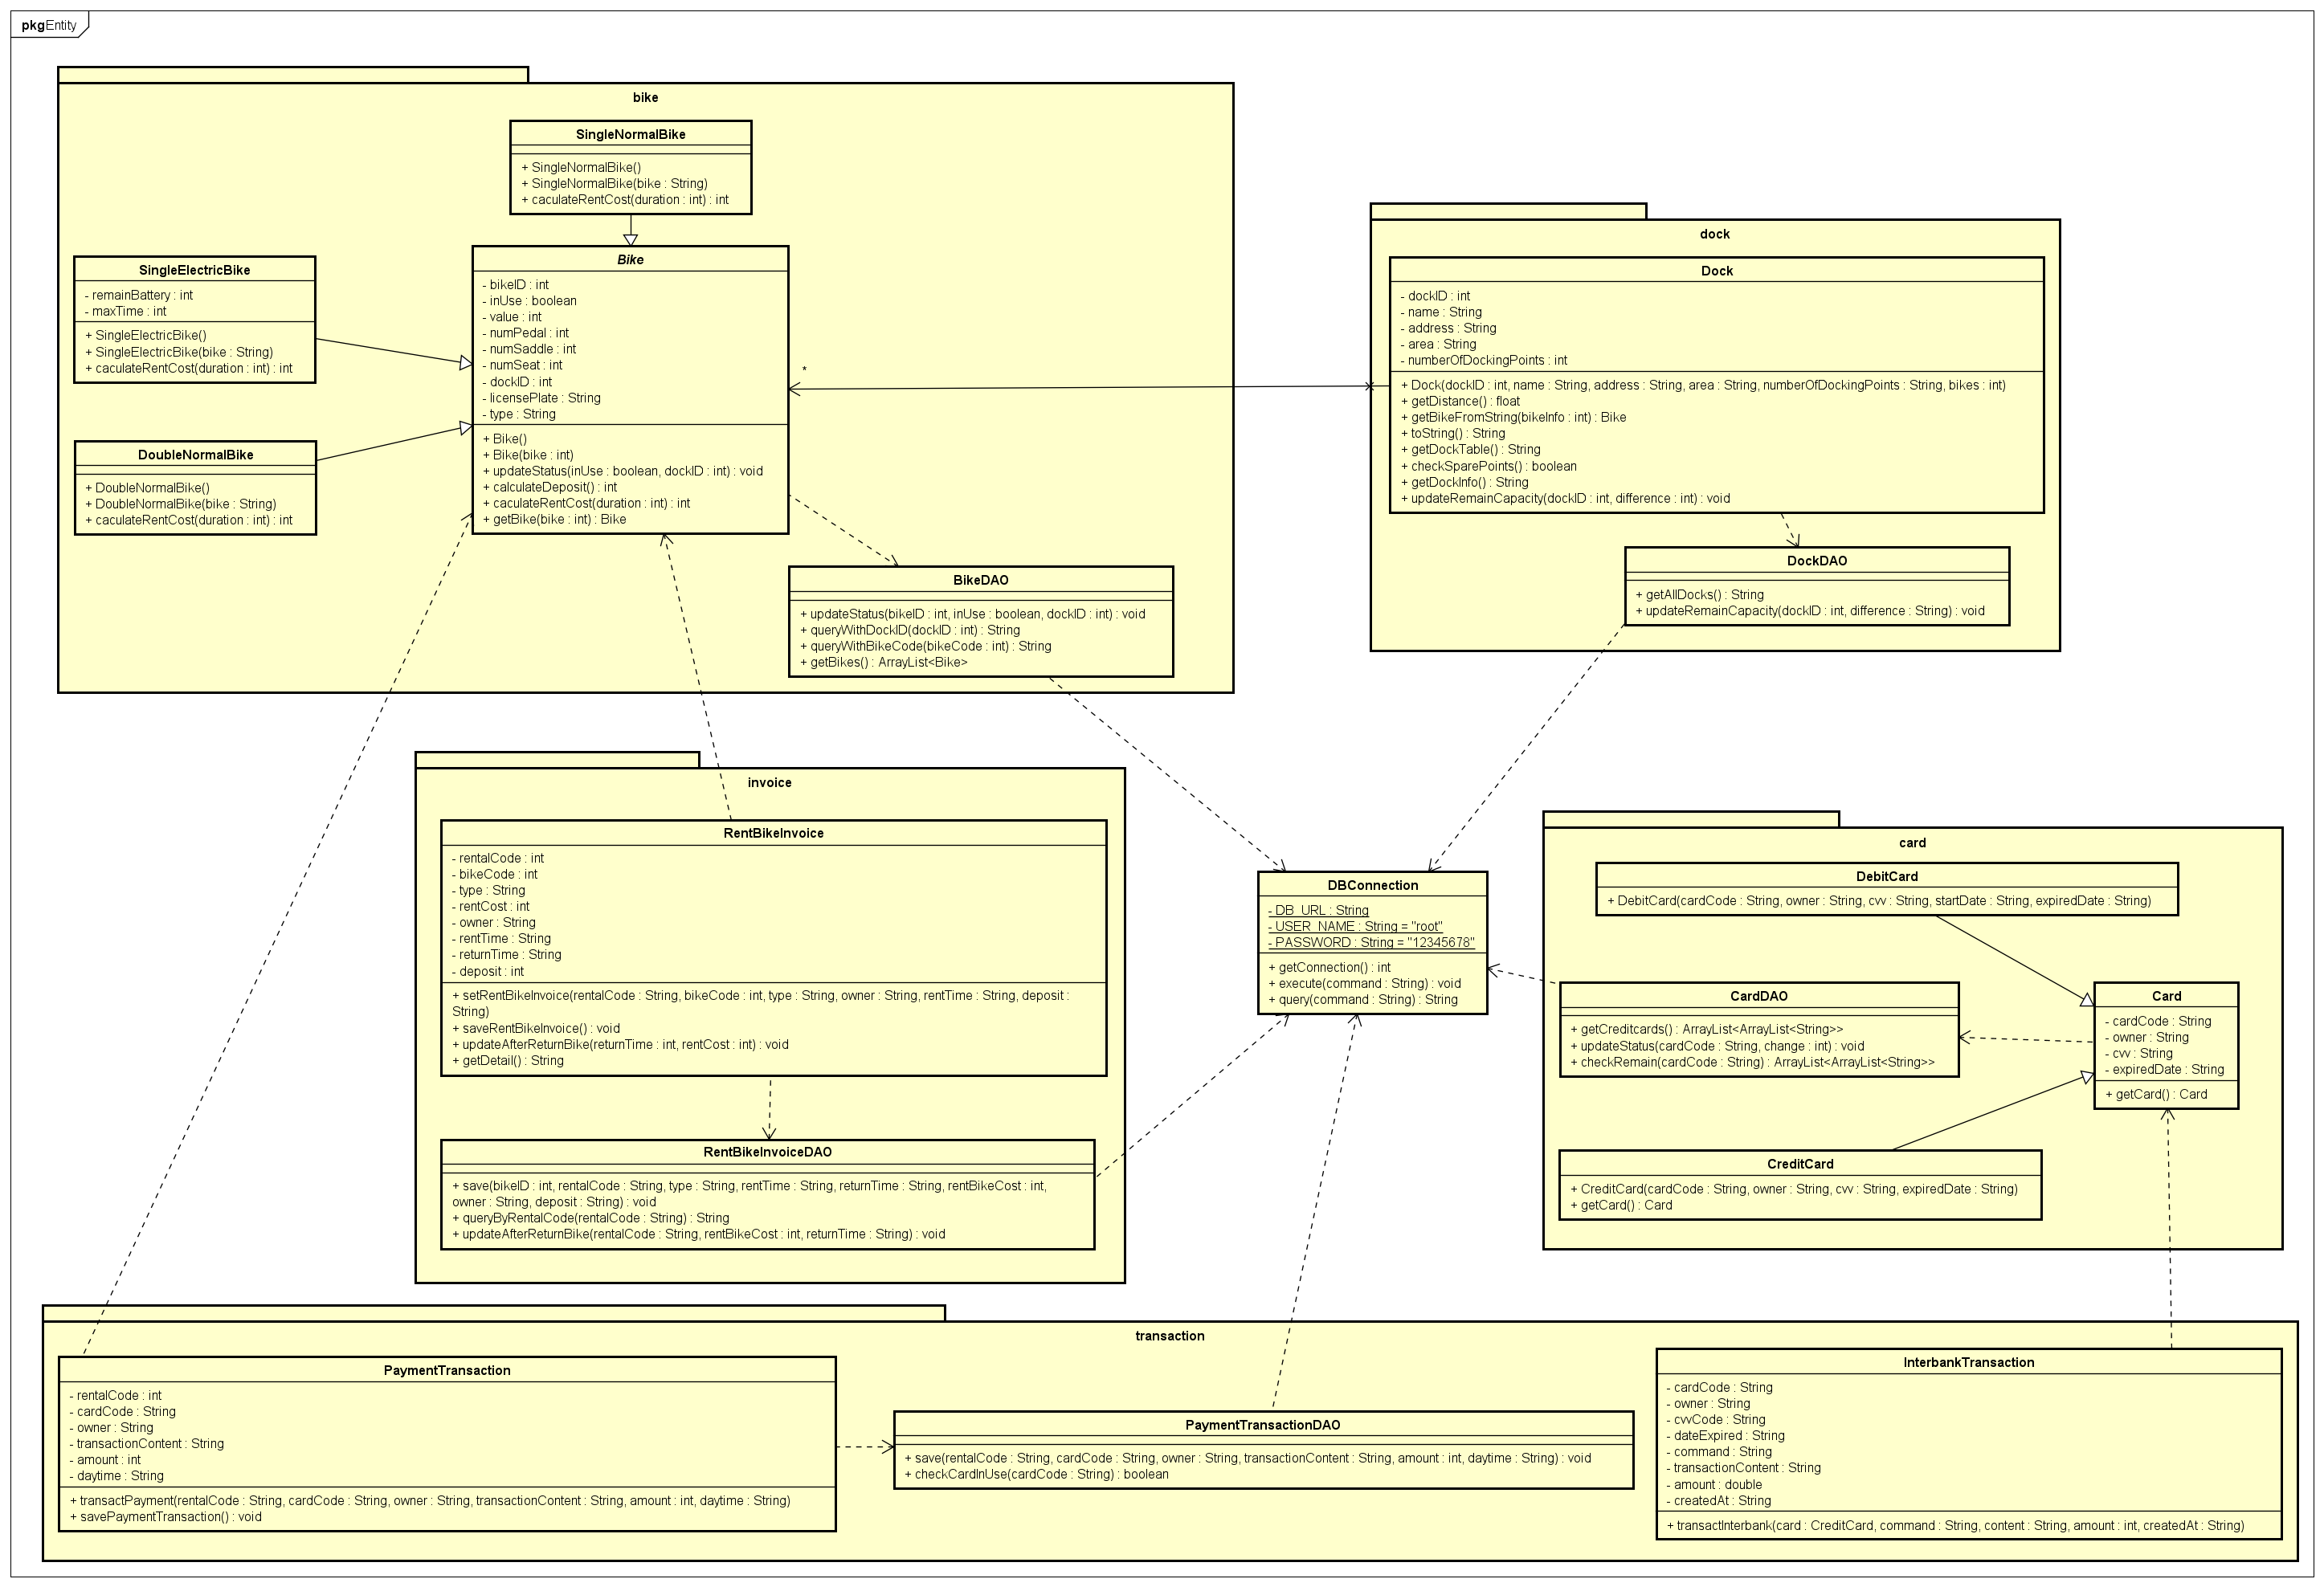 pkgEntity
bike
SingleNormalBike
+ SingleNormalBike()
+ SingleNormalBike(bike : String)
+ caculateRentCost(duration : int) : int
SingleElectricBike
- remainBattery : int
- maxTime : int
+ SingleElectricBike()
+ SingleElectricBike(bike : String)
+ caculateRentCost(duration : int) : int
DoubleNormalBike
+ DoubleNormalBike()
+ DoubleNormalBike(bike : String)
+ caculateRentCost(duration : int) : int
Bike
- bikeID : int
- inUse : boolean
- value : int
- numPedal : int
- numSaddle : int
- numSeat : int
- dockID : int
- licensePlate : String
- type : String
+ Bike()
+ Bike(bike : int)
+ updateStatus(inUse : boolean, dockID : int) : void
+ calculateDeposit() : int
+ caculateRentCost(duration : int) : int
+ getBike(bike : int) : Bike
*
BikeDAO
+ updateStatus(bikeID : int, inUse : boolean, dockID : int) : void
+ queryWithDockID(dockID : int) : String
+ queryWithBikeCode(bikeCode : int) : String
+ getBikes() : ArrayList<Bike>
dock
Dock
- dockID : int
- name : String
- address : String
- area : String
- numberOfDockingPoints : int
+ Dock(dockID : int, name : String, address : String, area : String, numberOfDockingPoints : String, bikes : int)
+ getDistance() : float
+ getBikeFromString(bikeInfo : int) : Bike
+ toString() : String
+ getDockTable() : String
+ checkSparePoints() : boolean
+ getDockInfo() : String
+ updateRemainCapacity(dockID : int, difference : int) : void
DockDAO
+ getAllDocks() : String
+ updateRemainCapacity(dockID : int, difference : String) : void
invoice
RentBikeInvoice
- rentalCode : int
- bikeCode : int
- type : String
- rentCost : int
- owner : String
- rentTime : String
- returnTime : String
- deposit : int
+ setRentBikeInvoice(rentalCode : String, bikeCode : int, type : String, owner : String, rentTime : String, deposit :
String)
+ saveRentBikeInvoice() : void
+ updateAfterReturnBike(returnTime : int, rentCost : int) : void
+ getDetail() : String
RentBikeInvoiceDAO
+ save(bikeID : int, rentalCode : String, type : String, rentTime : String, returnTime : String, rentBikeCost : int,
owner : String, deposit : String) : void
+ queryByRentalCode(rentalCode : String) : String
+ updateAfterReturnBike(rentalCode : String, rentBikeCost : int, returnTime : String) : void
DBConnection
- DB_URL : String
- USER_NAME : String = "root"
- PASSWORD : String = "12345678"
+ getConnection() : int
+ execute(command : String) : void
+ query(command : String) : String
card
DebitCard
+ DebitCard(cardCode : String, owner : String, cvv : String, startDate : String, expiredDate : String)
CardDAO
+ getCreditcards() : ArrayList<ArrayList<String>>
+ updateStatus(cardCode : String, change : int) : void
+ checkRemain(cardCode : String) : ArrayList<ArrayList<String>>
Card
- cardCode : String
- owner : String
- cvv : String
- expiredDate : String
+ getCard() : Card
CreditCard
+ CreditCard(cardCode : String, owner : String, cvv : String, expiredDate : String)
+ getCard() : Card
transaction
PaymentTransaction
- rentalCode : int
- cardCode : String
- owner : String
- transactionContent : String
- amount : int
- daytime : String
+ transactPayment(rentalCode : String, cardCode : String, owner : String, transactionContent : String, amount : int, daytime : String)
+ savePaymentTransaction() : void
PaymentTransactionDAO
+ save(rentalCode : String, cardCode : String, owner : String, transactionContent : String, amount : int, daytime : String) : void
+ checkCardInUse(cardCode : String) : boolean
InterbankTransaction
- cardCode : String
- owner : String
- cvvCode : String
- dateExpired : String
- command : String
- transactionContent : String
- amount : double
- createdAt : String
+ transactInterbank(card : CreditCard, command : String, content : String, amount : int, createdAt : String)